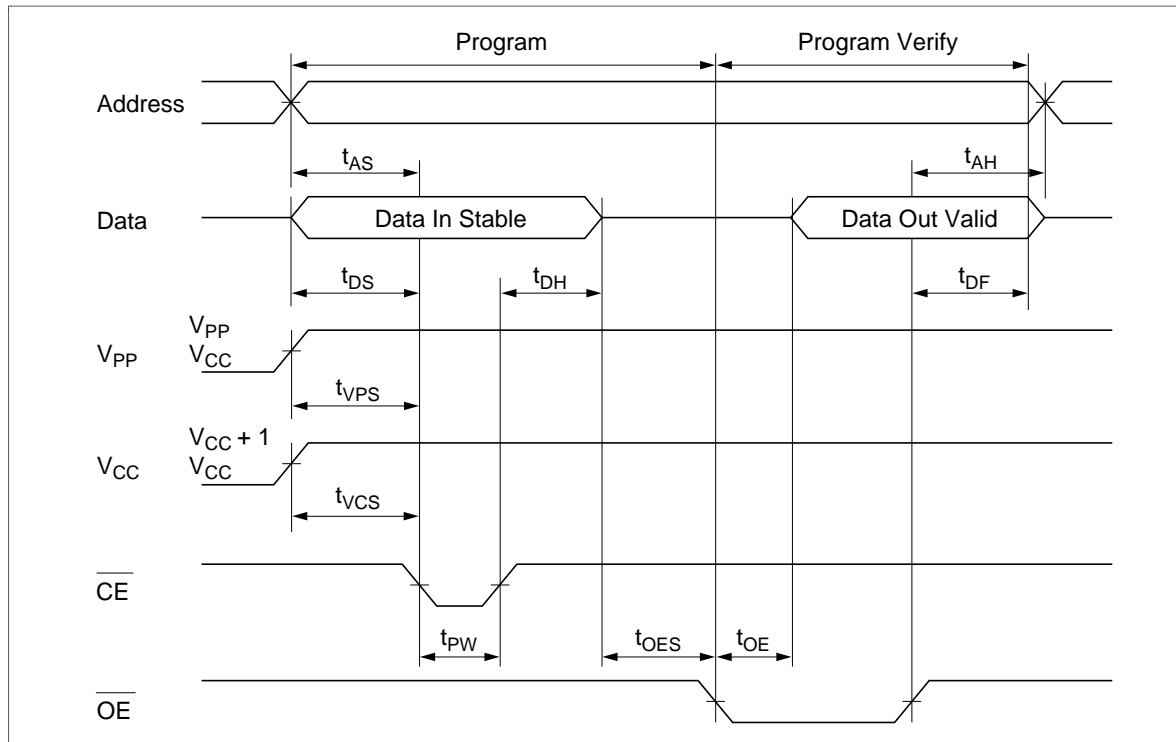 Program Program Verify
Address
tAS tAH
Data Data In Stable Data Out Valid
tDS tDH tDF
VPP
VPP VCC
tVPS
VCC + 1
VCC VCC
tVCS
CE
tPW tOES tOE
OE